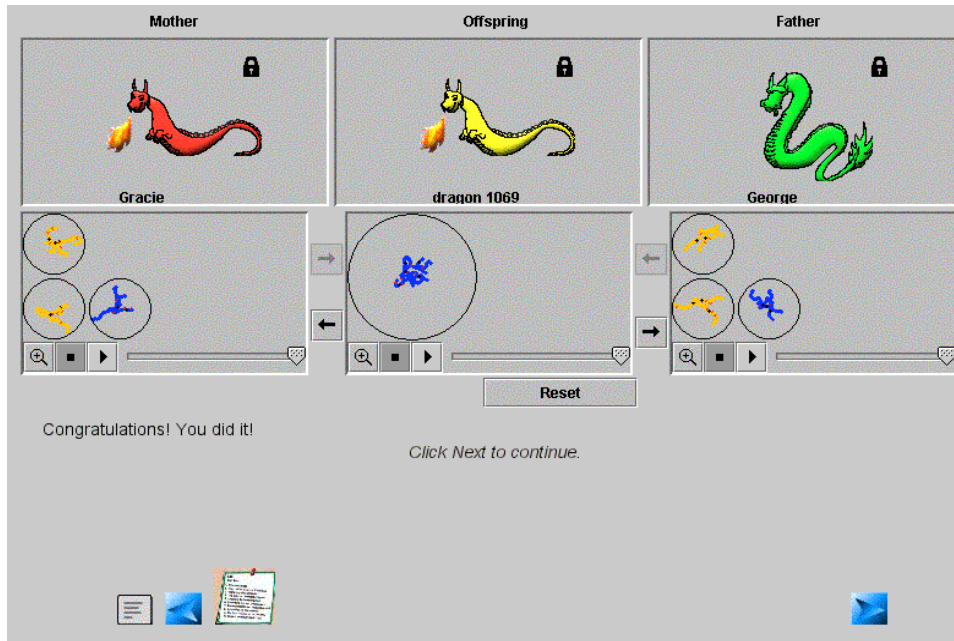 Mother
Offspring
Father
Gracie
dragon 1069
George
Reset
Congratulations! You did it!
Click Next to continue.